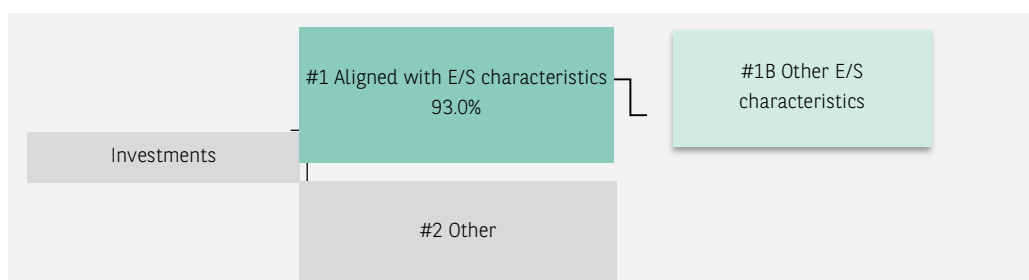 #1 Aligned with E/S characteristics
93.0%
#1B Other E/S
characteristics
Investments
#2 Other